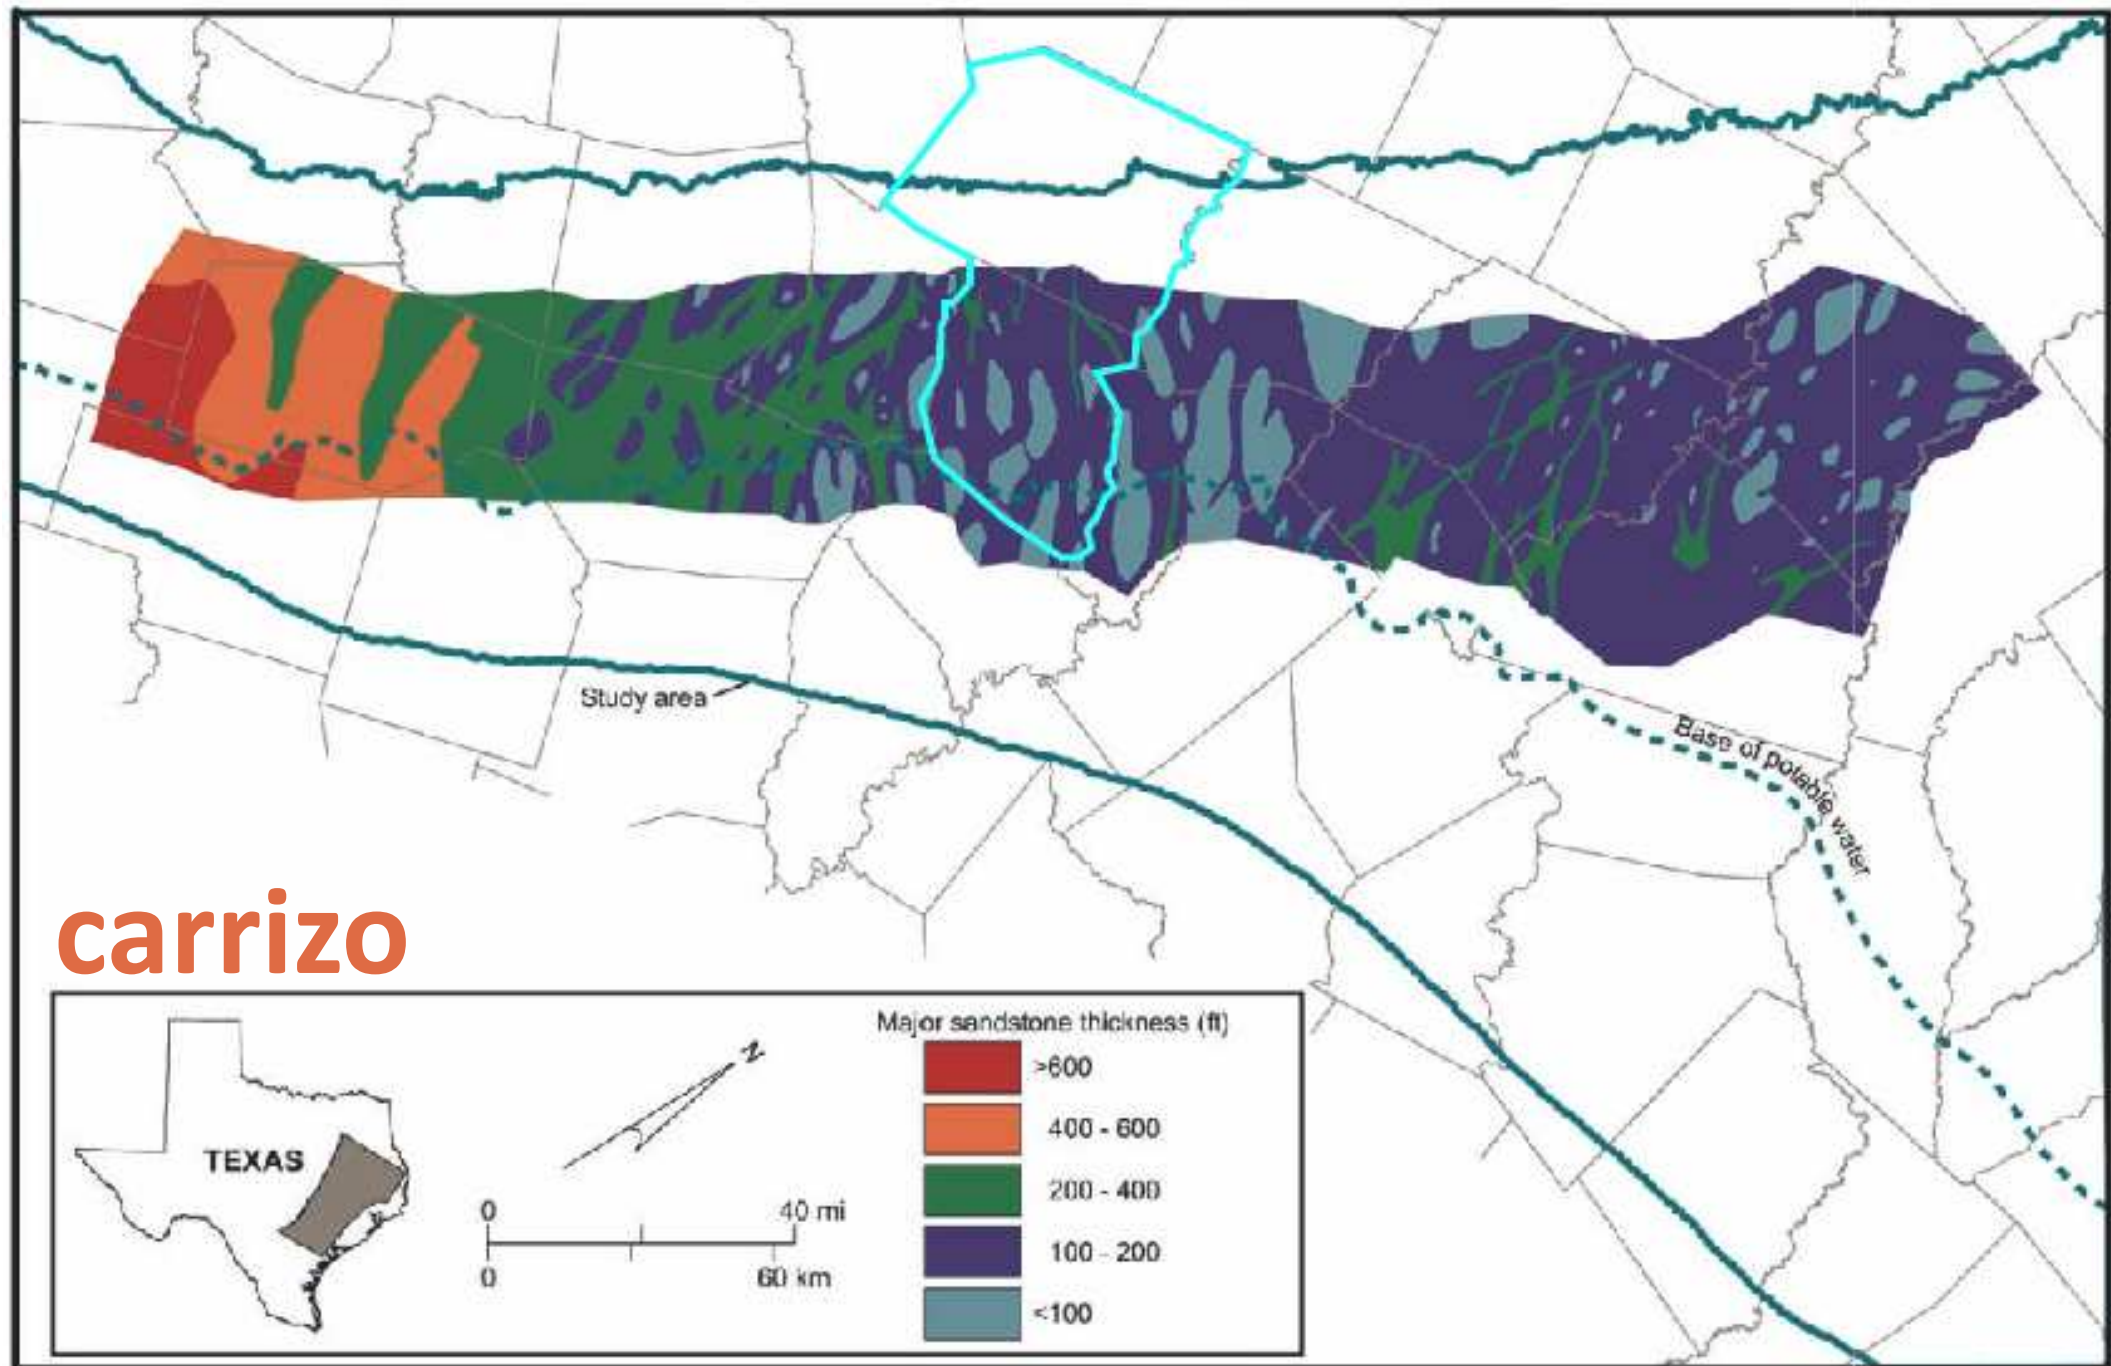 Study area
Base of potable water
carrizo
TEXAS
N
0
40 mi
0
60 km
Major sandstone thickness (ft)
>600
400 - 600
200 - 400
100 - 200
<100